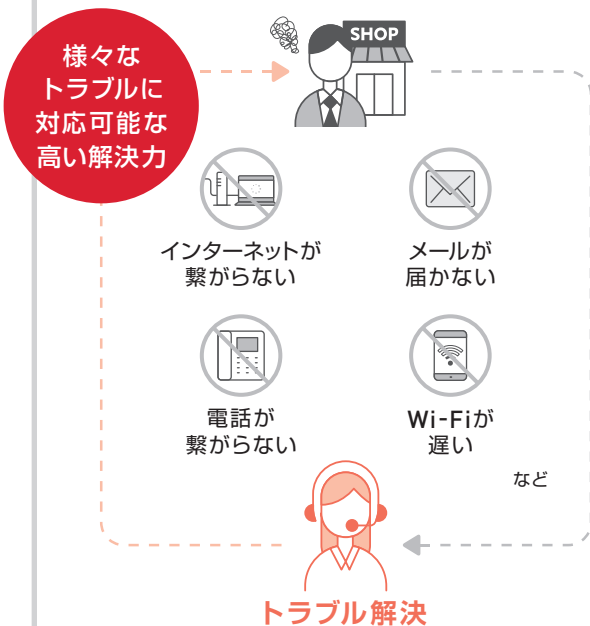 様々な
トラブルに
対応可能な
高い解決力
SHOP
インターネットが
繋がらない
メールが
届かない
電話が
繋がらない
Wi-Fiが
遅い
など
トラブル解決